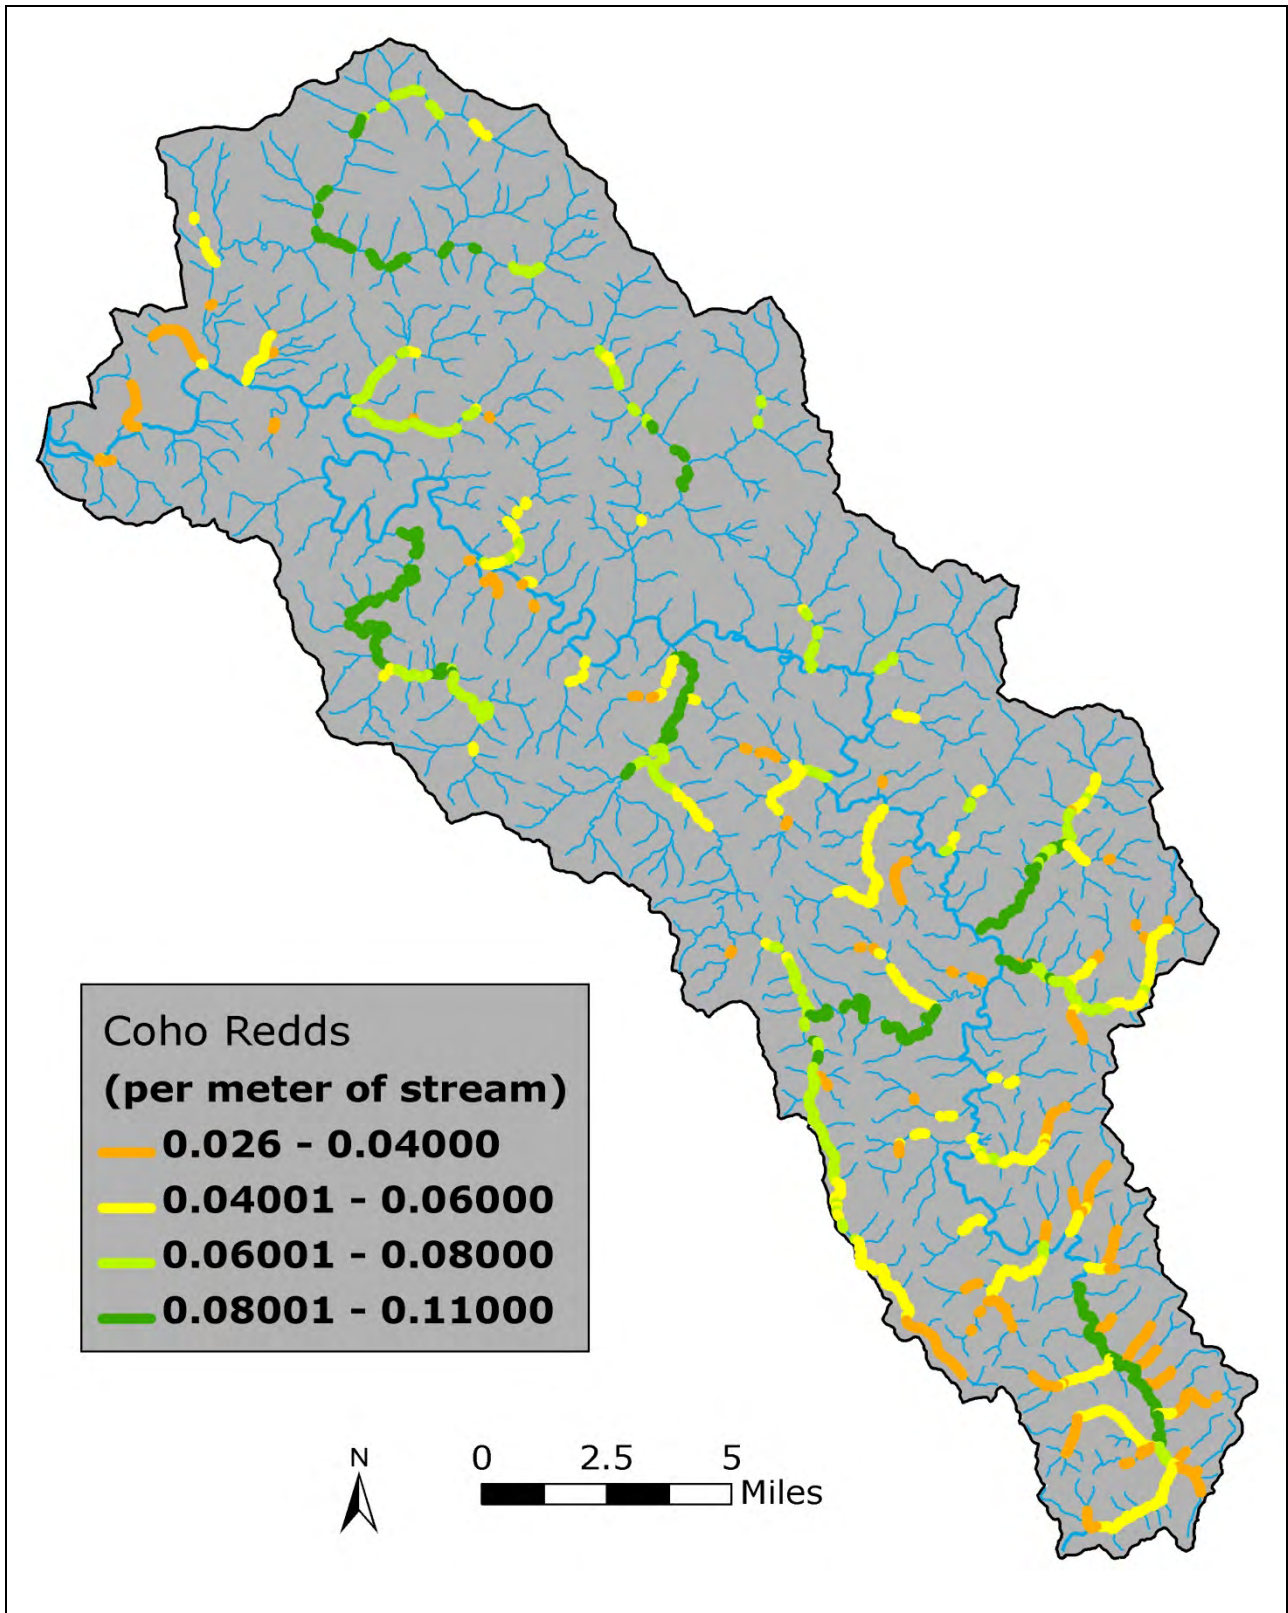 Coho Redds
(per meter of stream)
0.026 - 0.04000
0.04001 - 0.06000
0.06001 - 0.08000
0.08001 - 0.11000
N
0 2.5 5
Miles